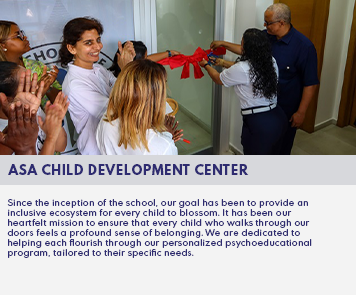 ASA CHILD DEVELOPMENT CENTER
Since the inception of the school, our goal has been to provide an
inclusive ecosystem for every child to blossom. It has been our
heartfelt mission to ensure that every child who walks through our
doors feels a profound sense of belonging. We are dedicated to
helping each flourish through our personalized psychoeducational
program, tailored to their specific needs.